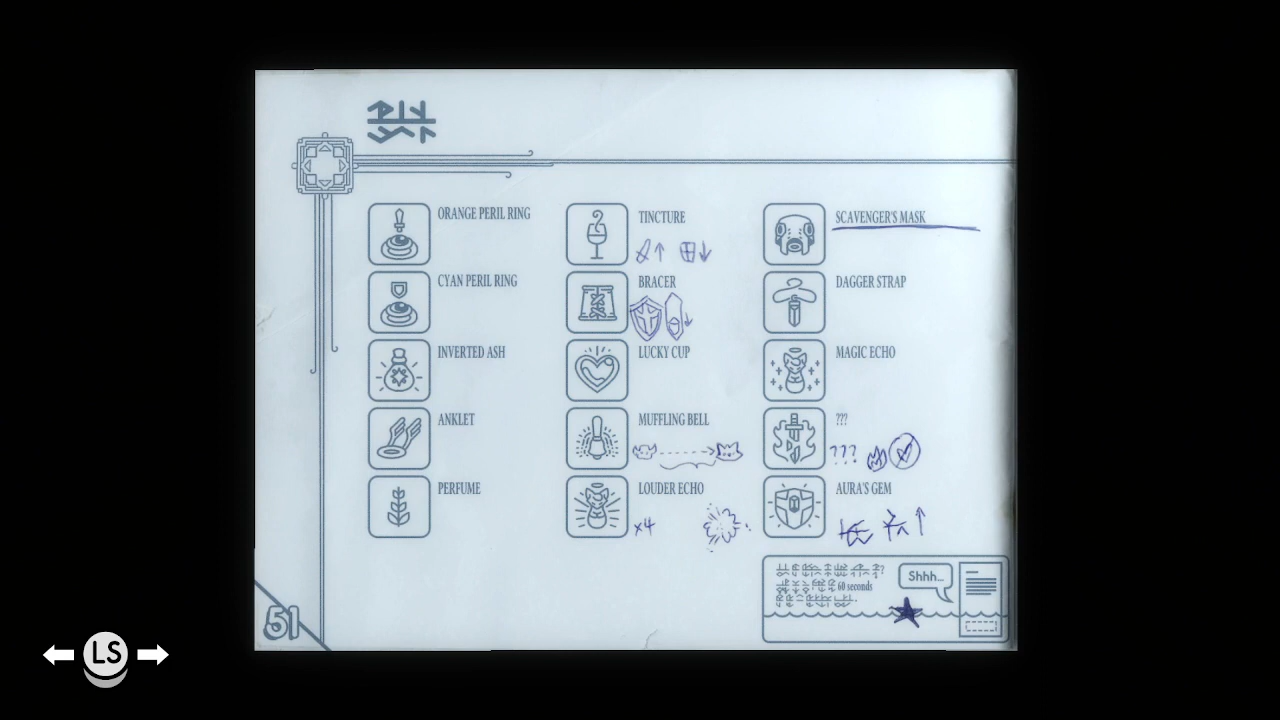 ORANGE PERIL RING
CYAN PERIL RING
INVERTED ASH
ANKLET
PERFUME
TINCTURE
BRACER
LUCKY CUP
MUFFLING BELL
LOUDER ECHO
x4
SCAVENGER'S MASK
DAGGER STRAP
MAGIC ECHO
???
???
AURA'S GEM
?
60 seconds
Shhh...
51
LS